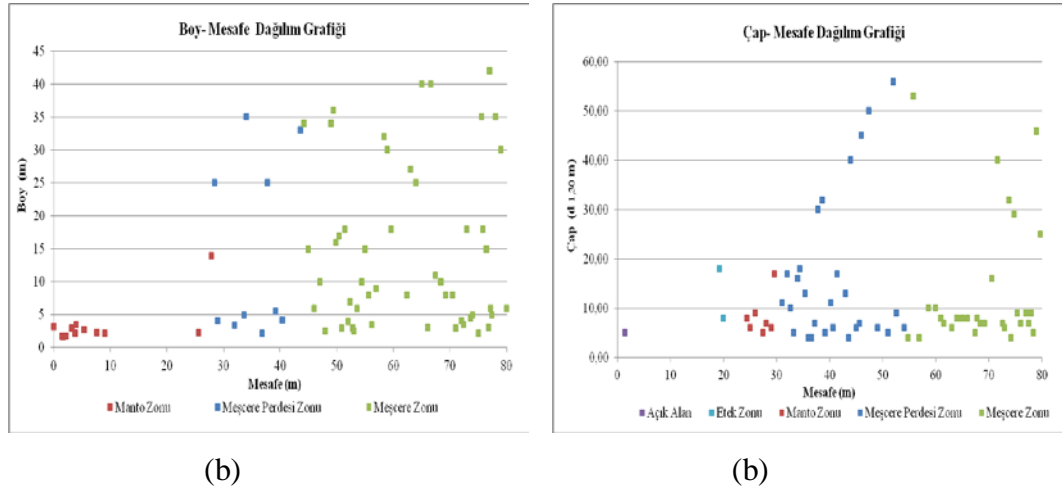 Boy- Mesafe Dağılım Grafiği
45
40
35
30
25
20
15
10
5
0
Boy (m)
0 10 20 30 40 50 60 70 80
Mesafe (m)
Manto Zonu Meşcere Perdesi Zonu Meşcere Zonu
(b)
Çap- Mesafe Dağılım Grafiği
60.00
50.00
40.00
30.00
20.00
10.00
0.00
Çap (d 1,30 m)
0 10 20 30 40 50 60 70 80
Mesafe (m)
Açık Alan Etek Zonu Manto Zonu Meşcere Perdesi Zonu Meşcere Zonu
(b)